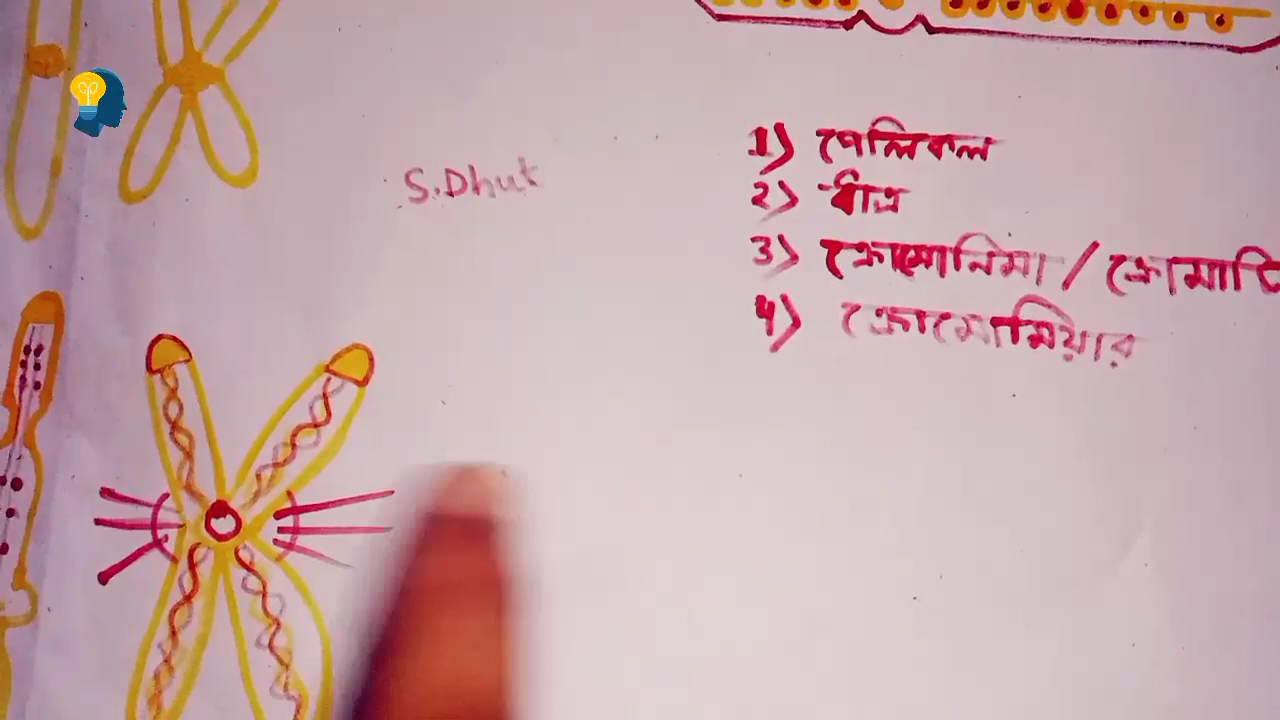 S.Dhut
1) পেলিকল
2) ধাত্র
3) ক্রোমোনিমা / ক্রোমাটি
4) ক্রোমোমিয়ার